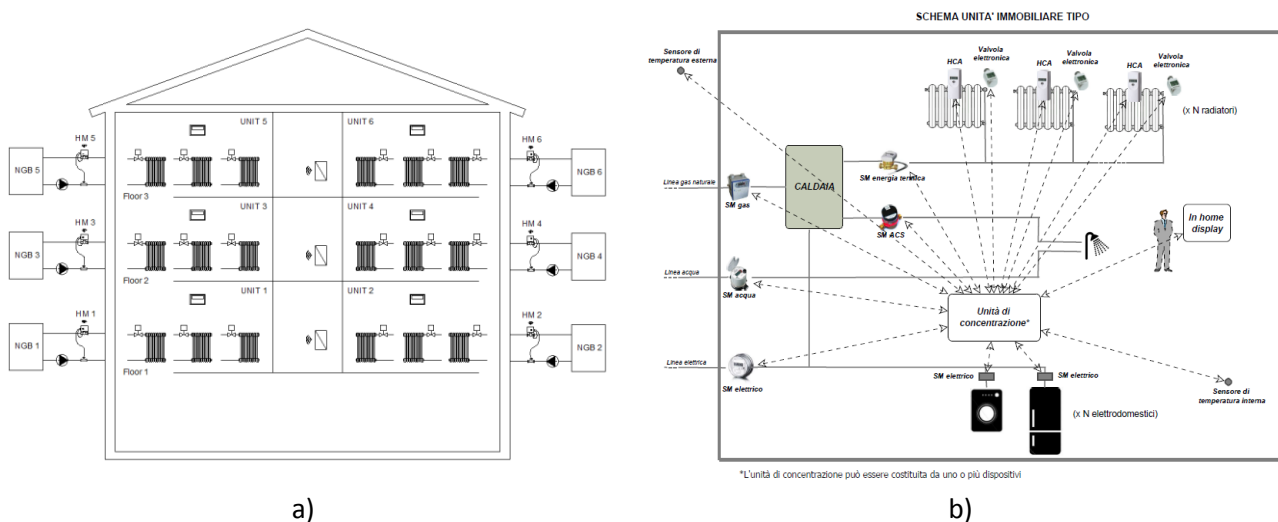 UNIT 5
UNIT 6
HM 5
HM 6
NGB 5
NGB 6
Floor 3
UNIT 3
UNIT 4
HM 3
HM 4
NGB 3
NGB 4
Floor 2
UNIT 1
UNIT 2
HM 1
HM 2
NGB 1
NGB 2
Floor 1
a)
SCHEMA UNITA' IMMOBILIARE TIPO
Sensore di
temperatura esterna
HCA
Valvola
elettronica
HCA
Valvola
elettronica
HCA
Valvola
elettronica
(x N radiatori)
Linea gas naturale
SM gas
CALDAIA
SM energia termica
SM ACS
In home
display
Linea acqua
SM acqua
Unità di
concentrazione*
Linea elettrica
SM elettrico
SM elettrico
SM elettrico
Sensore di
temperatura interna
(x N elettrodomestici)
*L'unità di concentrazione può essere costituita da uno o più dispositivi
b)